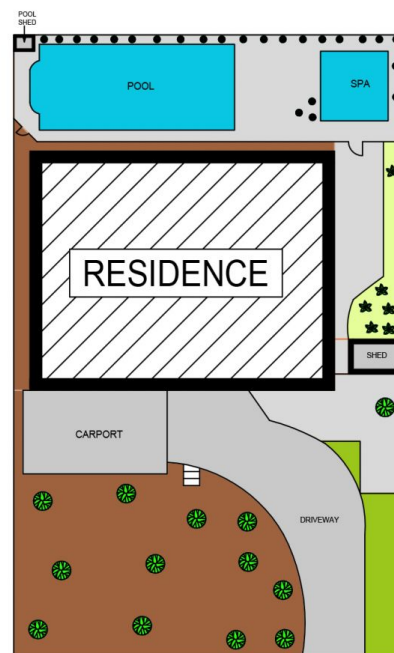 POOL
SHED
POOL
SPA
RESIDENCE
SHED
CARPORT
DRIVEWAY